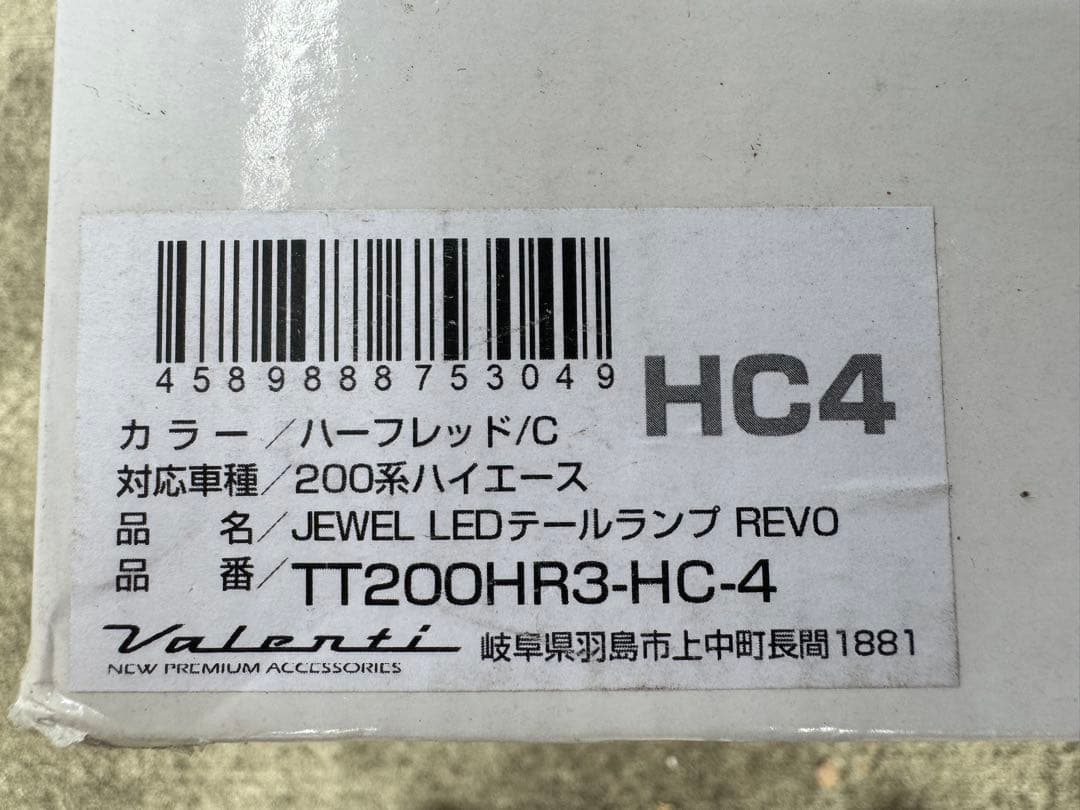 4589888753049
HC4
カラー／ハーフレッド/C
対応車種／200系ハイエース
品名／JEWEL LEDテールランプ REVO
品番／TT200HR3-HC-4
Valenti
NEW PREMIUM ACCESSORIES
岐阜県羽島市上中町長間1881